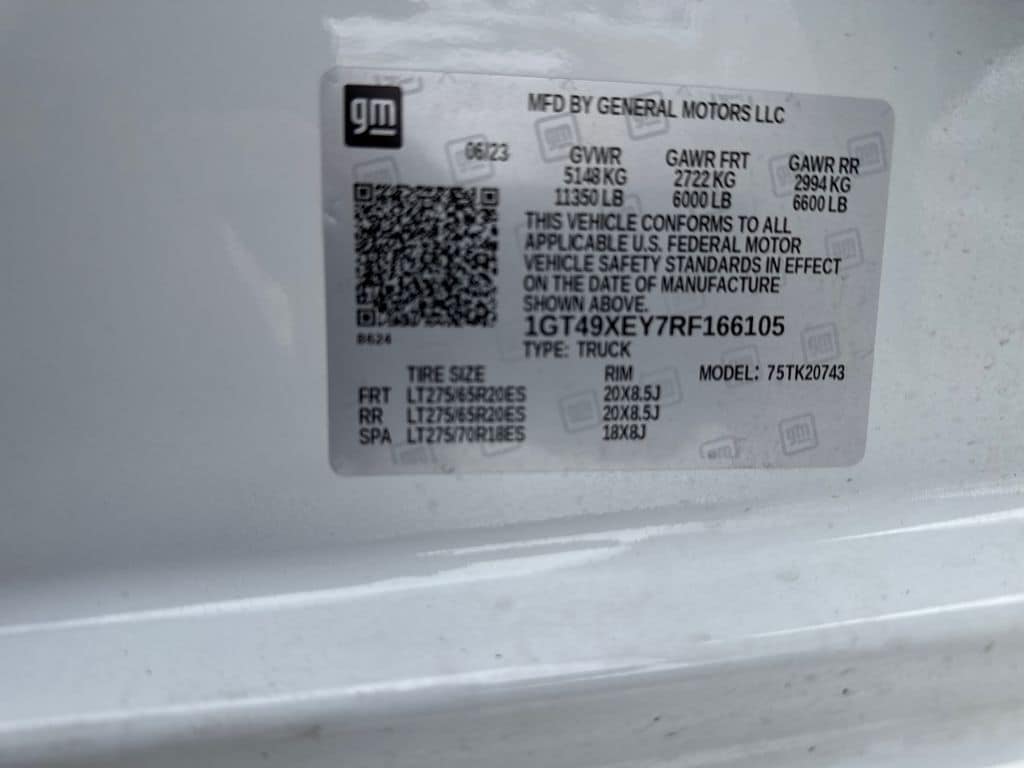 gm
MFD BY GENERAL MOTORS LLC
06/23 GVWR GAWR FRT GAWR RR
5148 KG 2722 KG 2994 KG
11350 LB 6000 LB 6600 LB
THIS VEHICLE CONFORMS TO ALL
APPLICABLE U.S. FEDERAL MOTOR
VEHICLE SAFETY STANDARDS IN EFFECT
ON THE DATE OF MANUFACTURE
SHOWN ABOVE.
1GT49XEY7RF166105
8624
TYPE: TRUCK
TIRE SIZE RIM MODEL: 75TK20743
FRT LT275/65R20ES 20X8.5J
RR LT275/65R20ES 20X8.5J
SPA LT275/70R18ES 18X8J